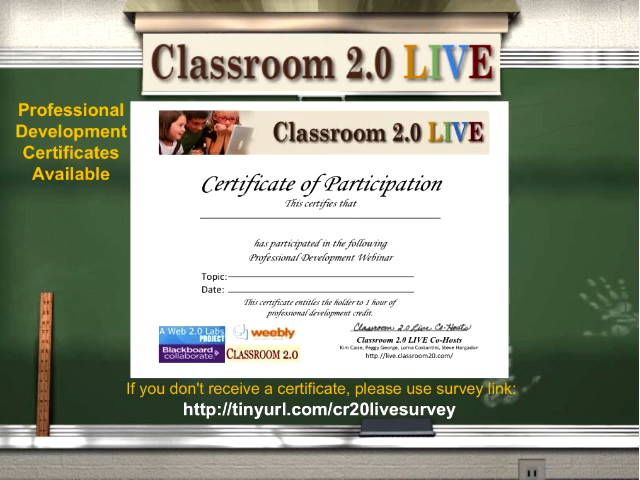 Classroom 2.0 LIVE
Professional
Development
Certificates
Available
Classroom 2.0 LIVE
Certificate of Participation
This certifies that
has participated in the following
Professional Development Webinar
Topic:
Date:
This certificate entitles the holder to 1 hour of
professional development credit.
A Web 2.0 Labs
PROJECT
weebly
Blackboard
collaborate
CLASSROOM 2.0
Classroom 2.0 Live Co-Hosts
Classroom 2.0 LIVE Co-Hosts
Kim Caise, Peggy George, Lorna Costantini, Steve Hargadon
http://live.classroom20.com/
If you don't receive a certificate, please use survey link:
http://tinyurl.com/cr20livesurvey